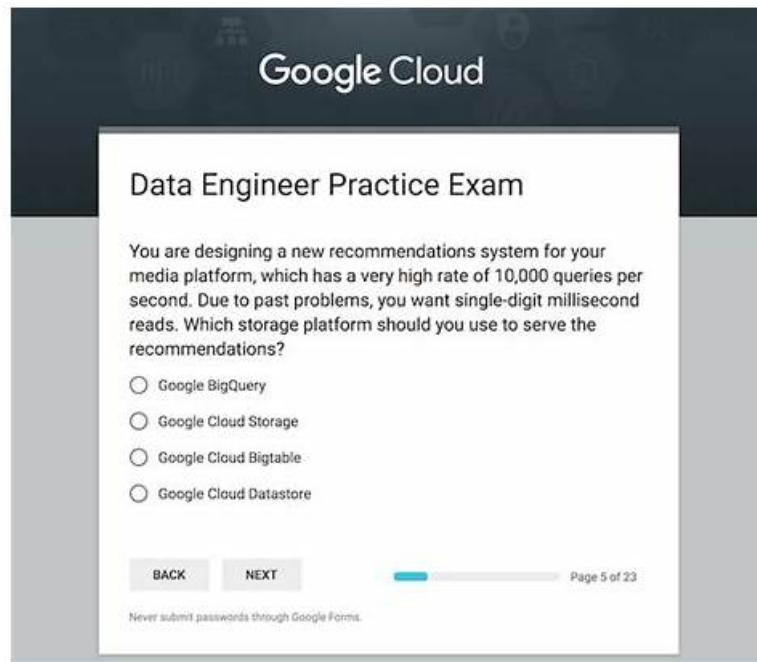 Google Cloud
Data Engineer Practice Exam
You are designing a new recommendations system for your
media platform, which has a very high rate of 10,000 queries per
second. Due to past problems, you want single-digit millisecond
reads. Which storage platform should you use to serve the
recommendations?
Google BigQuery
Google Cloud Storage
Google Cloud Bigtable
Google Cloud Datastore
BACK NEXT Page 5 of 23
Never submit passwords through Google Forms.